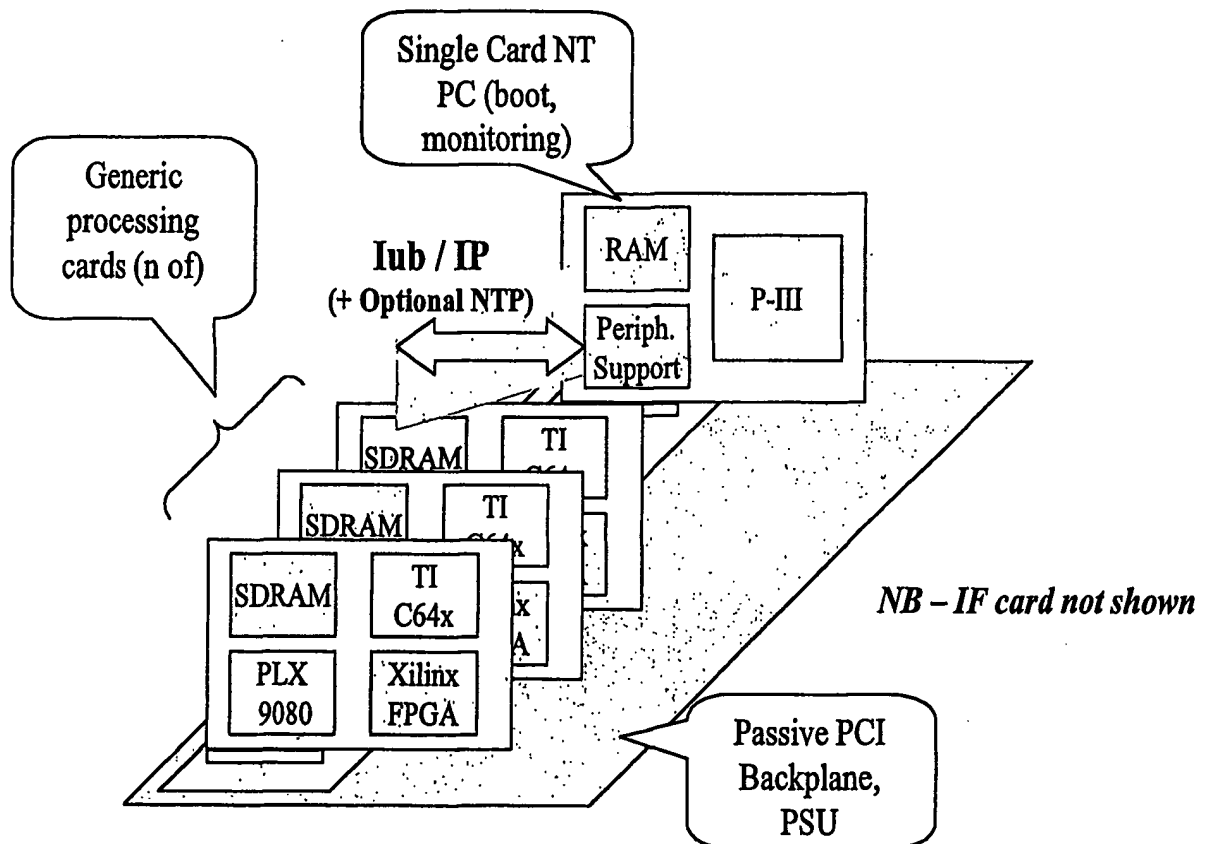 Single Card NT
PC (boot,
monitoring)
Generic
processing
cards (n of)
Iub / IP
(+ Optional NTP)
RAM
P-III
Periph.
Support
SDRAM
TI
SDRAM
TI
C64x
SDRAM
TI
C64x
PLX
9080
Xilinx
FPGA
NB – IF card not shown
Passive PCI
Backplane,
PSU